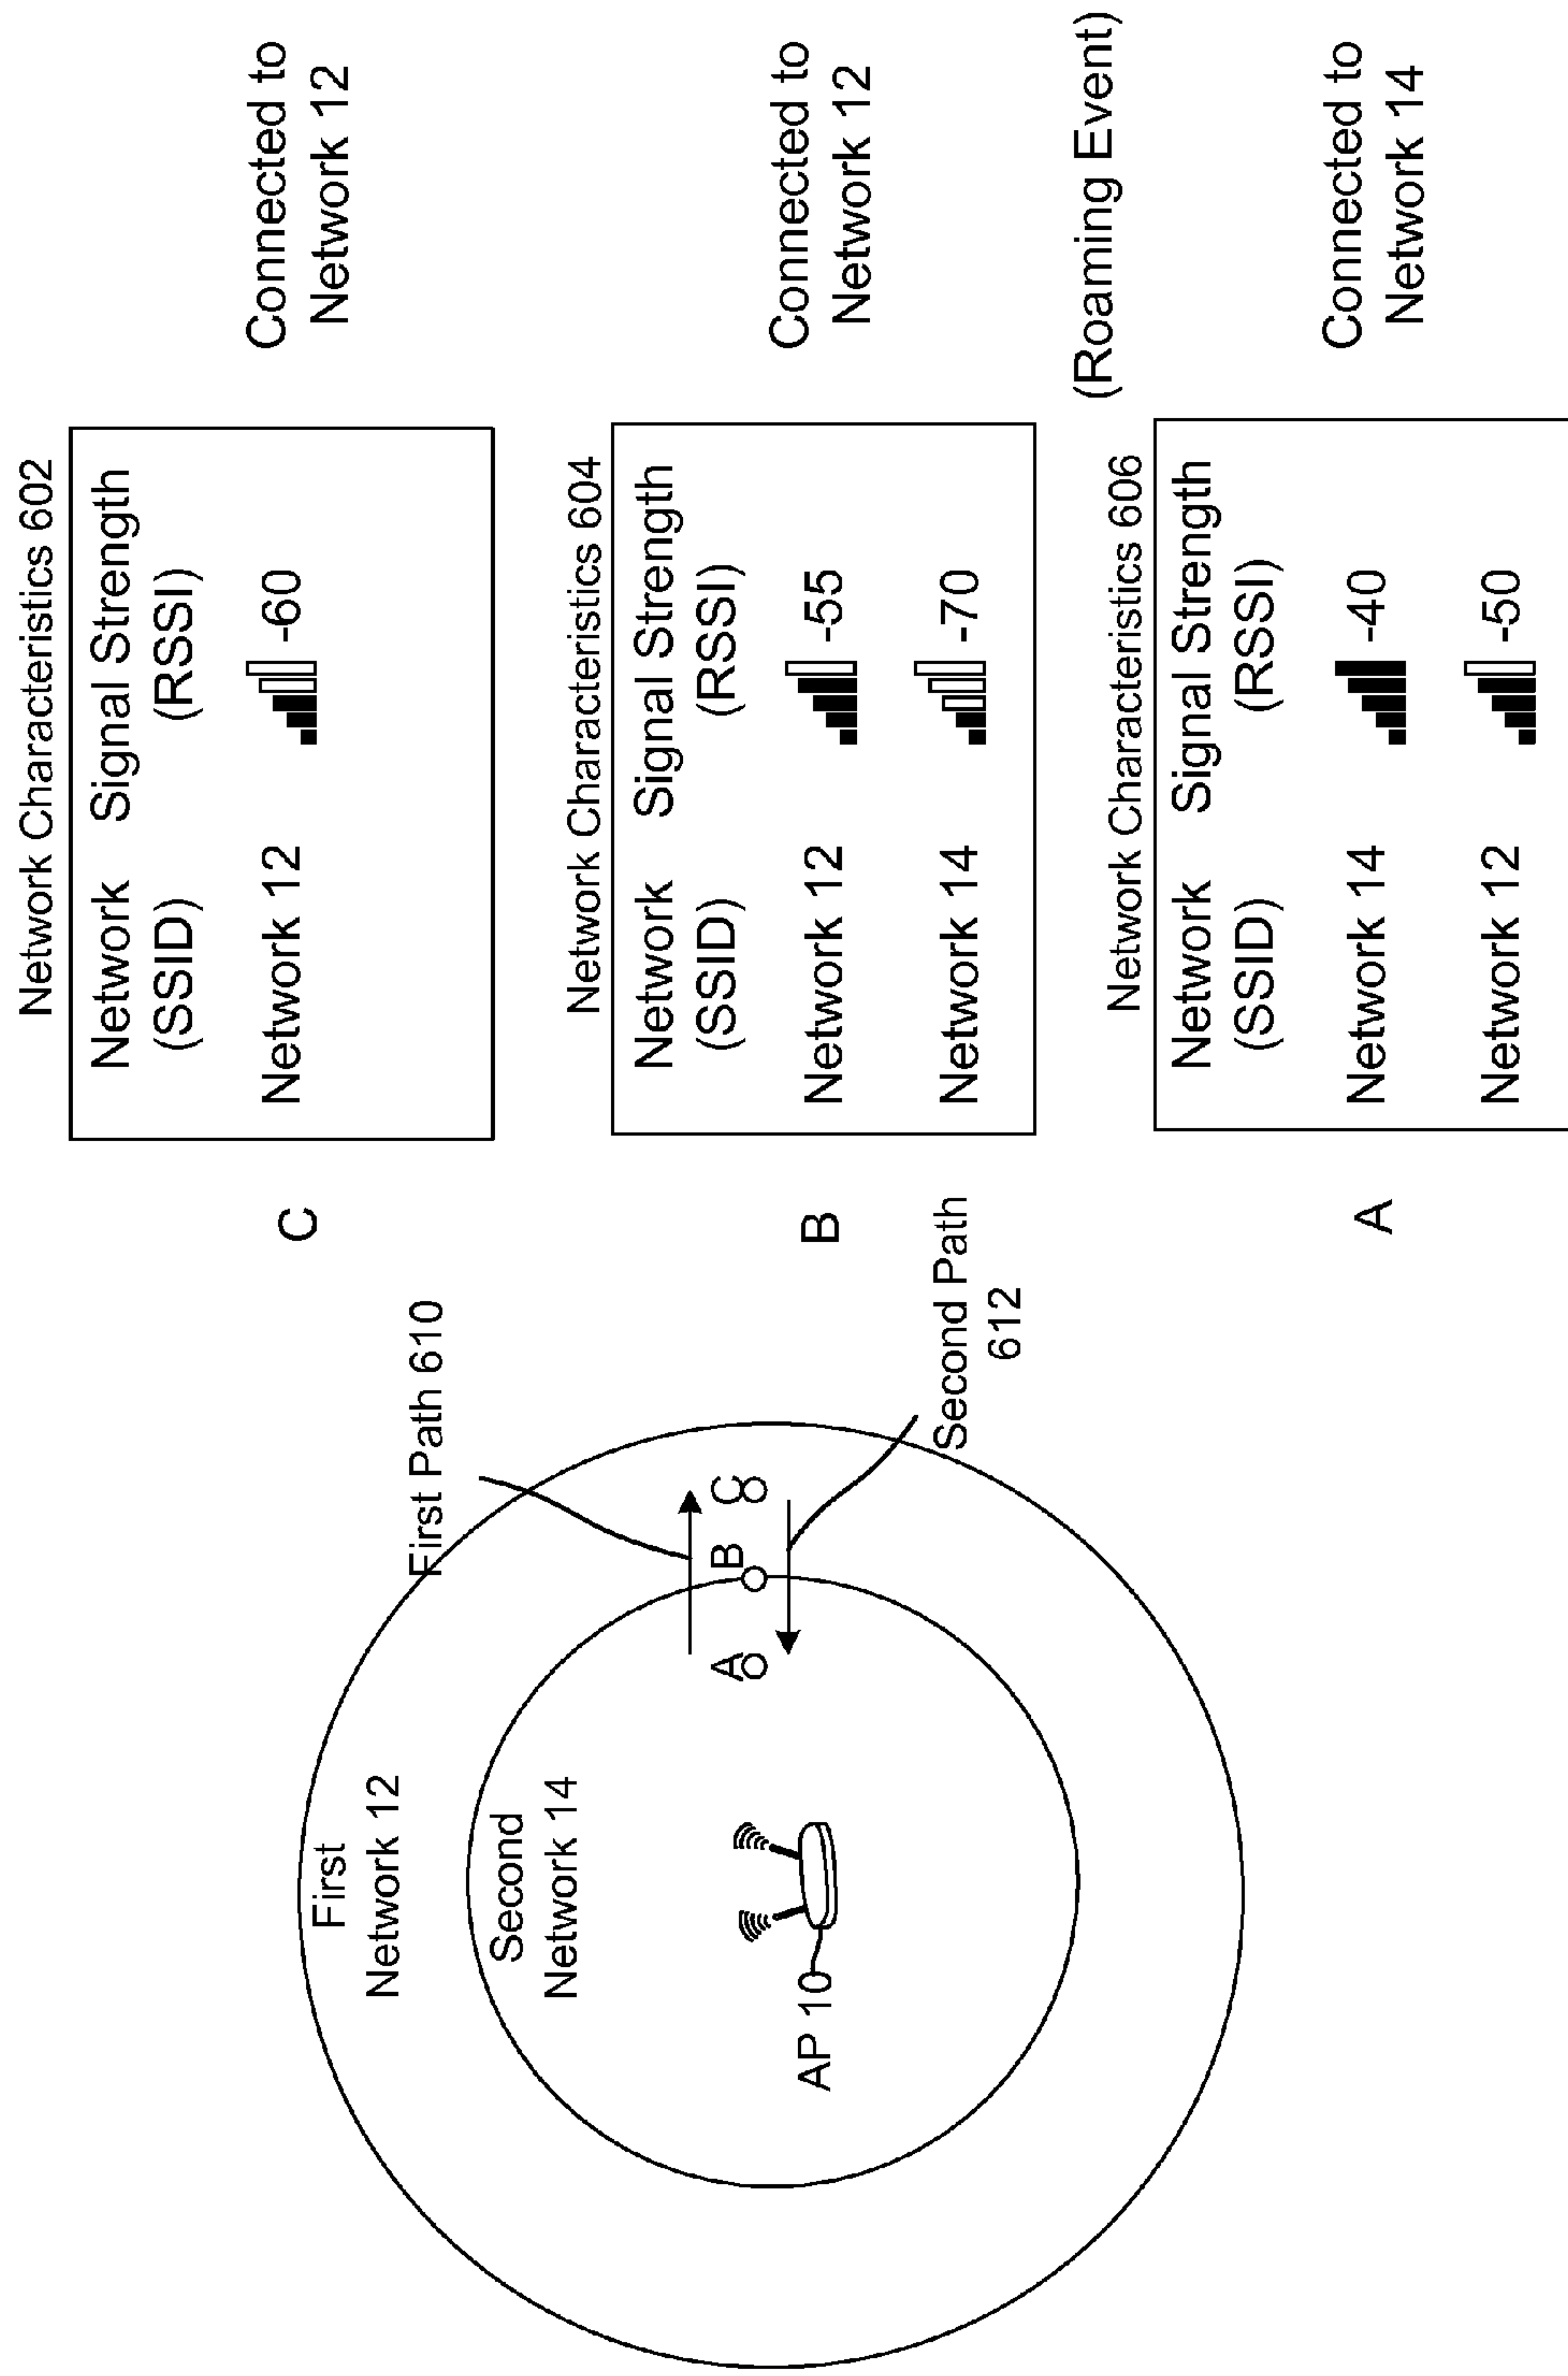 First
Network 12
Second
Network 14
AP 10
First Path 610
A
B
C
Second Path
612
C
Network Characteristics 602
Network Signal Strength
(SSID) (RSSI)
Network 12 -60
Connected to
Network 12
B
Network Characteristics 604
Network Signal Strength
(SSID) (RSSI)
Network 12 -55
Network 14 -70
Connected to
Network 12
(Roaming Event)
A
Network Characteristics 606
Network Signal Strength
(SSID) (RSSI)
Network 14 -40
Network 12 -50
Connected to
Network 14